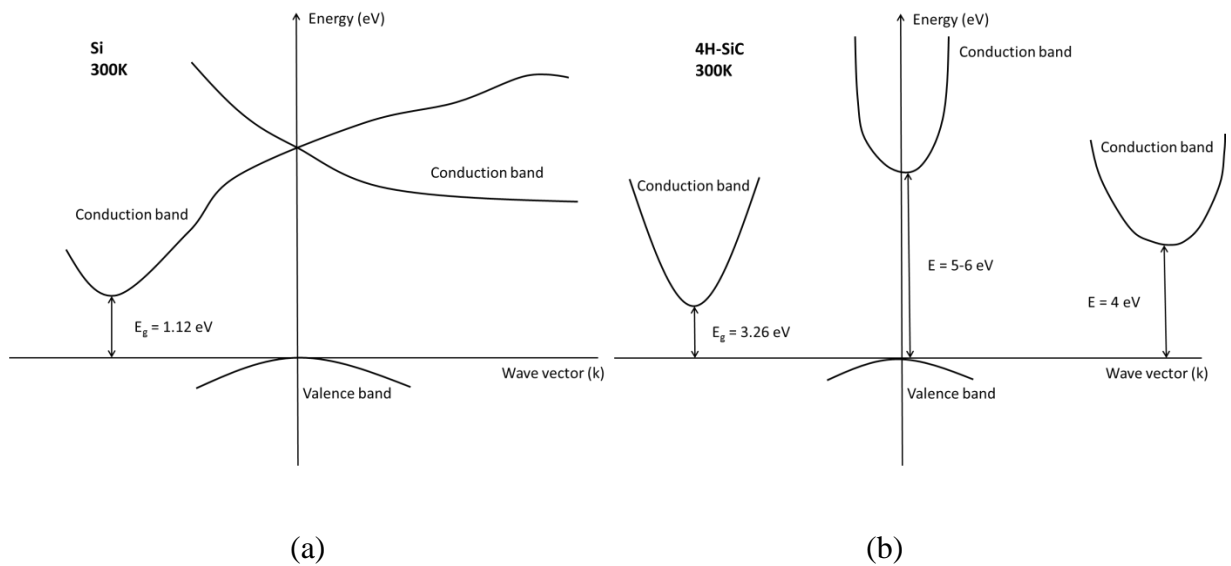 Energy (eV)
Si
300K
Conduction band
Conduction band
E_g = 1.12 eV
Wave vector (k)
Valence band
(a)
Energy (eV)
4H-SiC
300K
Conduction band
Conduction band
Conduction band
E = 5-6 eV
E = 4 eV
E_g = 3.26 eV
Wave vector (k)
Valence band
(b)